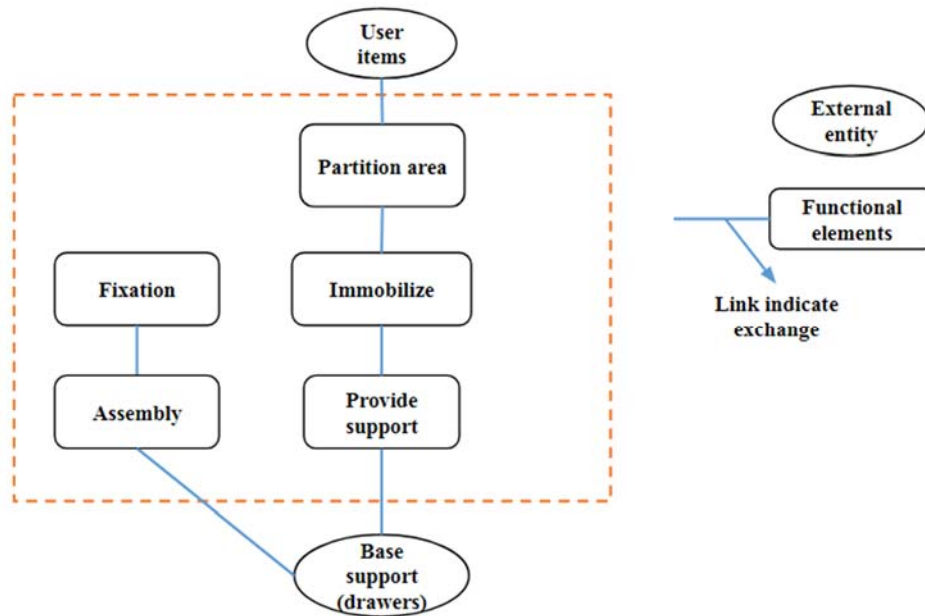 User
items
Partition area
Fixation
Immobilize
Assembly
Provide
support
Base
support
(drawers)
External
entity
Functional
elements
Link indicate
exchange